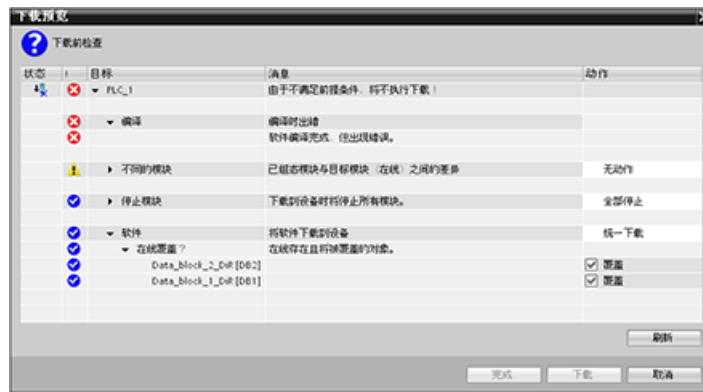 下载预览
?
下载前检查
状态 ! 目标 消息 动作
PLC_1 由于不满足前提条件，将不执行下载！
编译 编译时出错
软件编译完成，但出现错误。
不同的模块 已组态模块与目标模块（在线）之间的差异 无动作
停止模块 下载到设备时将停止所有模块。 全部停止
软件 将软件下载到设备 统一下载
在线覆盖？ 在线存在且将被覆盖的对象。
Data_block_2_Diff [DB2] 覆盖
Data_block_1_Diff [DB1] 覆盖
刷新
完成 下载 取消